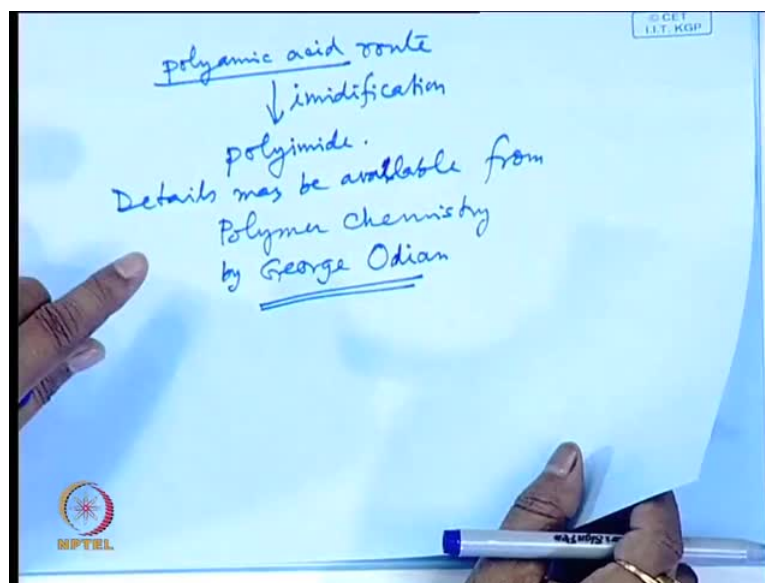 © CET
I.I.T. KGP
polyamic acid route
↓ imidification
polyimide.
Details may be available from
Polymer Chemistry
by George Odian
NPTEL